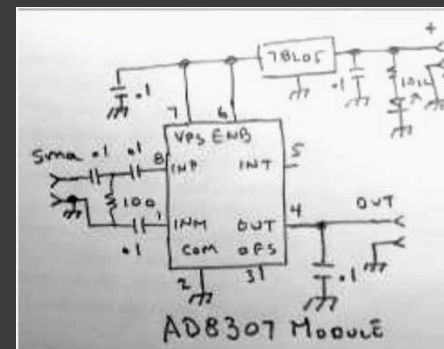 +
78L05
.1
.1
10K
7
6
VPS ENB
Sma
.1
.1
8
INP
INT
5
100
.1
1
INM
OUT
4
OUT
COM
OFS
.1
2
3
AD8307 MODULE